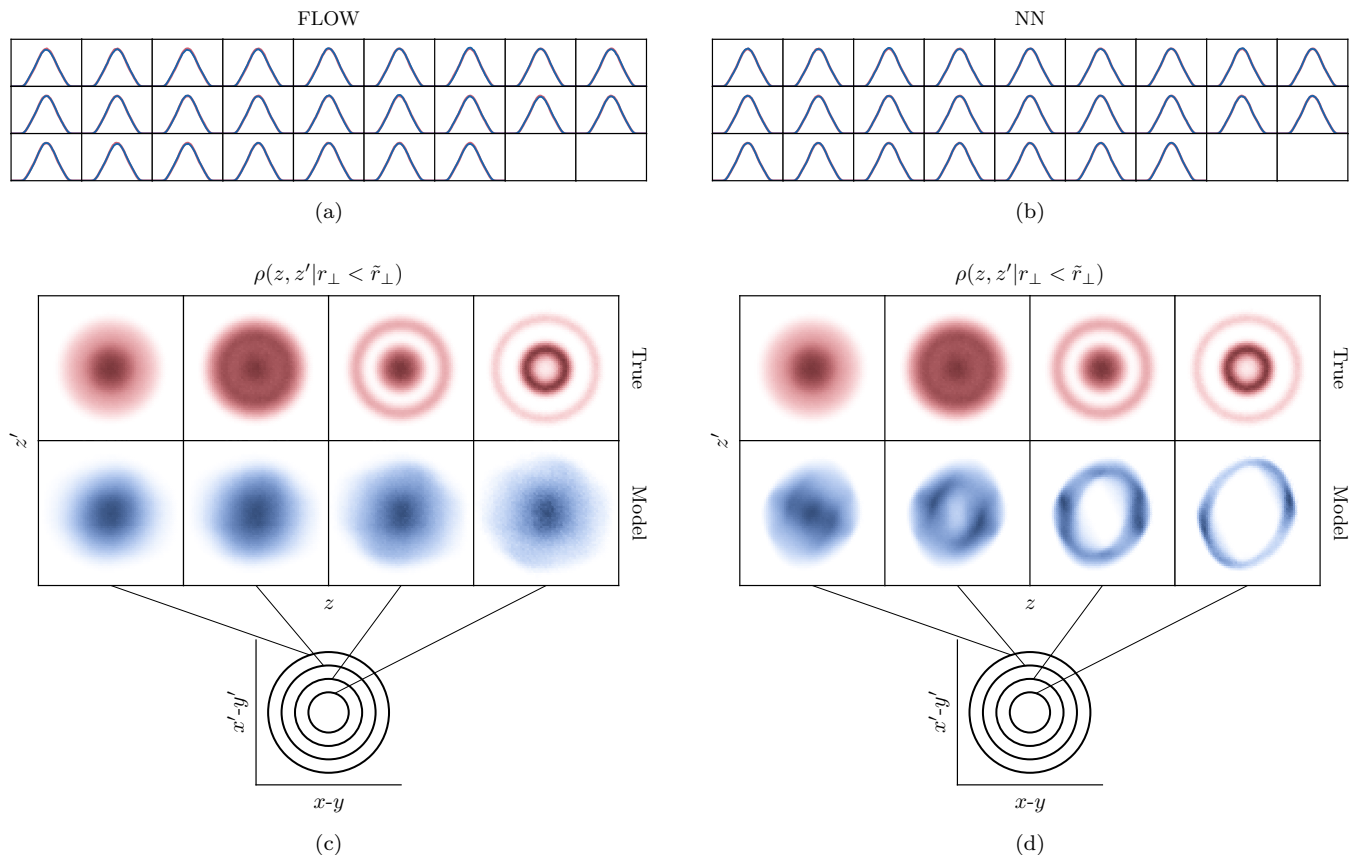 FLOW
NN
(a)
(b)
ρ(z, z′|r⊥ < r̃⊥)
ρ(z, z′|r⊥ < r̃⊥)
True
True
z′
z′
Model
Model
z
z
x′-y′
x′-y′
x-y
x-y
(c)
(d)